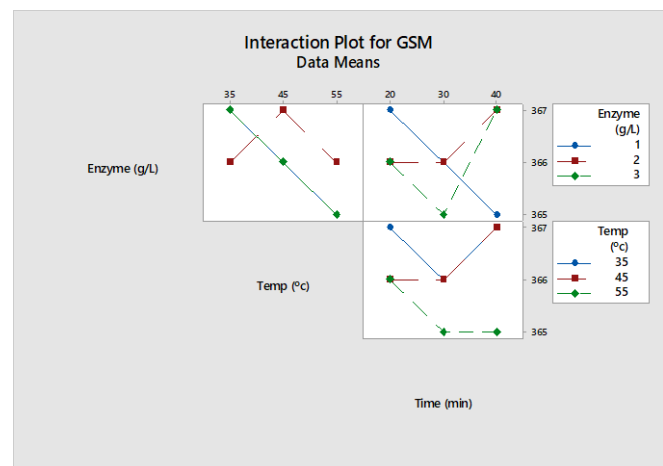 Interaction Plot for GSM
Data Means
35 45 55 20 30 40
Enzyme (g/L)
367
366
365
Enzyme
(g/L)
1
2
3
Temp (ºc)
367
366
365
Temp
(ºc)
35
45
55
Time (min)